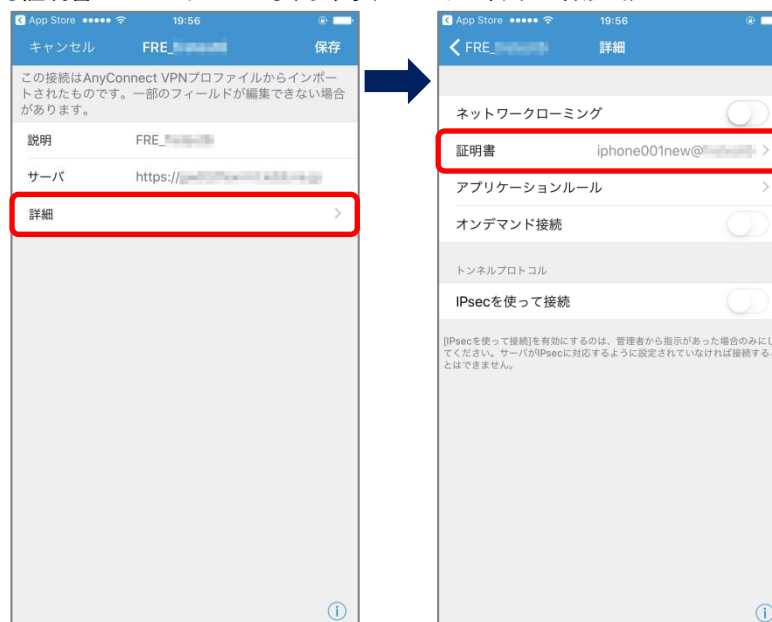 App Store 19:56
キャンセル FRE_ 保存
この接続はAnyConnect VPNプロファイルからインポー
トされたものです。一部のフィールドが編集できない場合
があります。
説明 FRE_
サーバ https://
詳細
App Store 19:56
FRE_ 詳細
ネットワークローミング
証明書 iphone001new@
アプリケーションルール
オンデマンド接続
トンネルプロトコル
IPsecを使って接続
[IPsecを使って接続]を有効にするのは、管理者から指示があった場合のみにし
てください。サーバがIPsecに対応するように設定されていなければ接続する
とはできません。